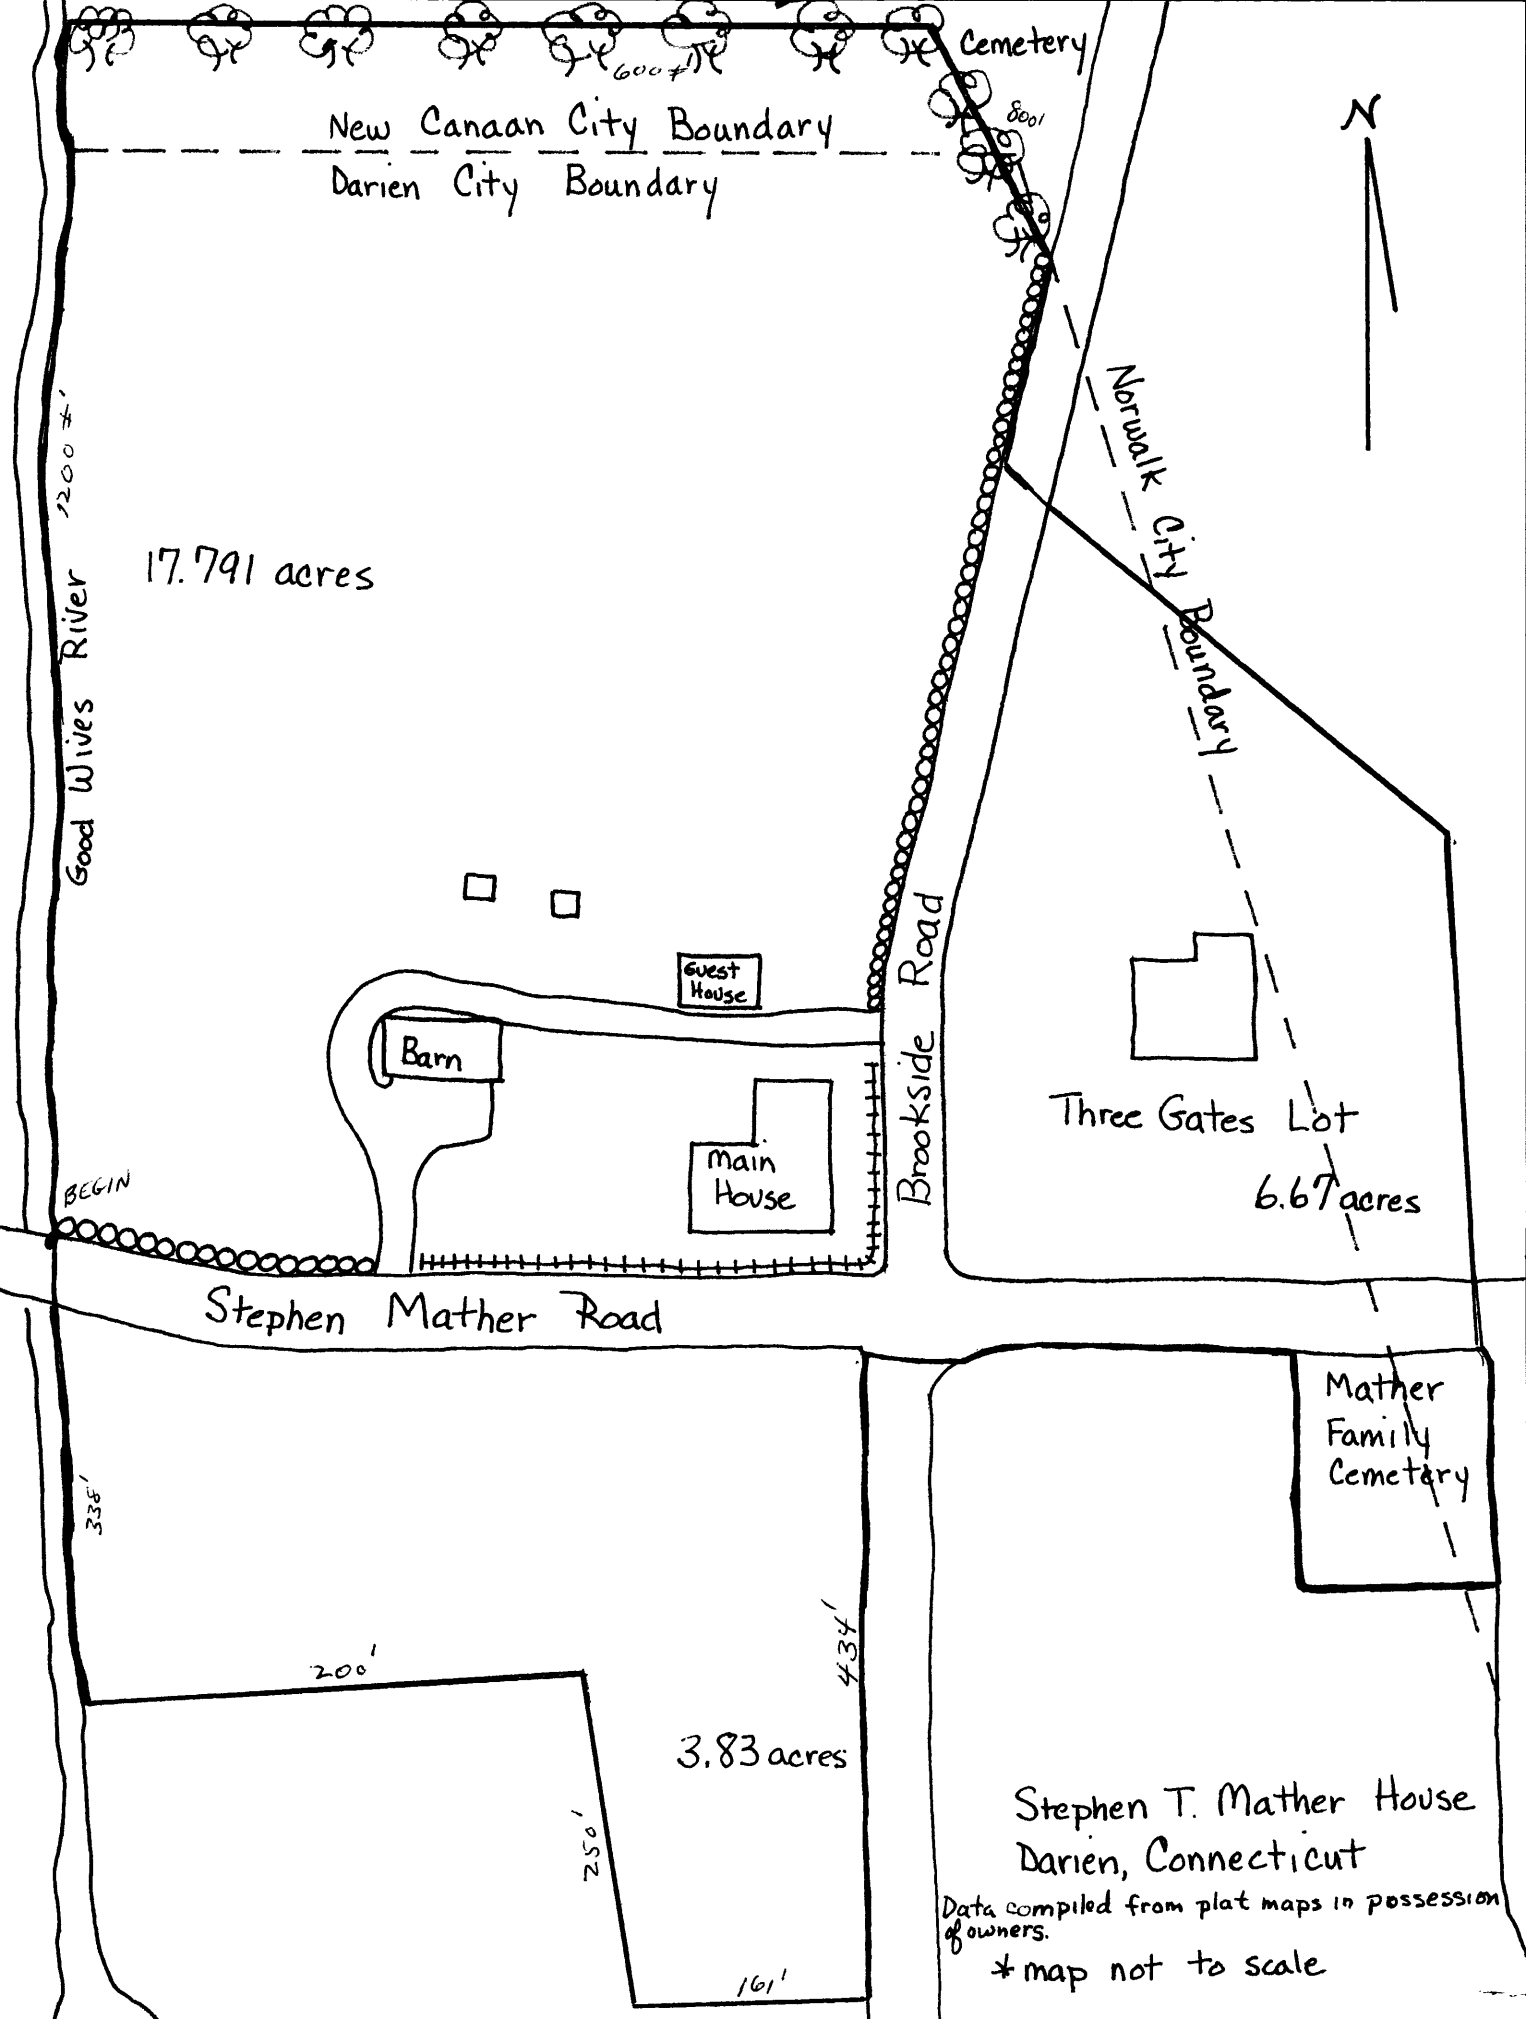 Cemetery
600±'
800'
New Canaan City Boundary
Darien City Boundary
N
Norwalk City Boundary
1200±'
Good Wives River
17.791 acres
Brookside Road
Guest
House
Barn
Main
House
Three Gates Lot
6.67 acres
BEGIN
Stephen Mather Road
Mather
Family
Cemetery
338'
200'
434'
3.83 acres
250'
161'
Stephen T. Mather House
Darien, Connecticut
Data compiled from plat maps in possession
of owners.
* map not to scale